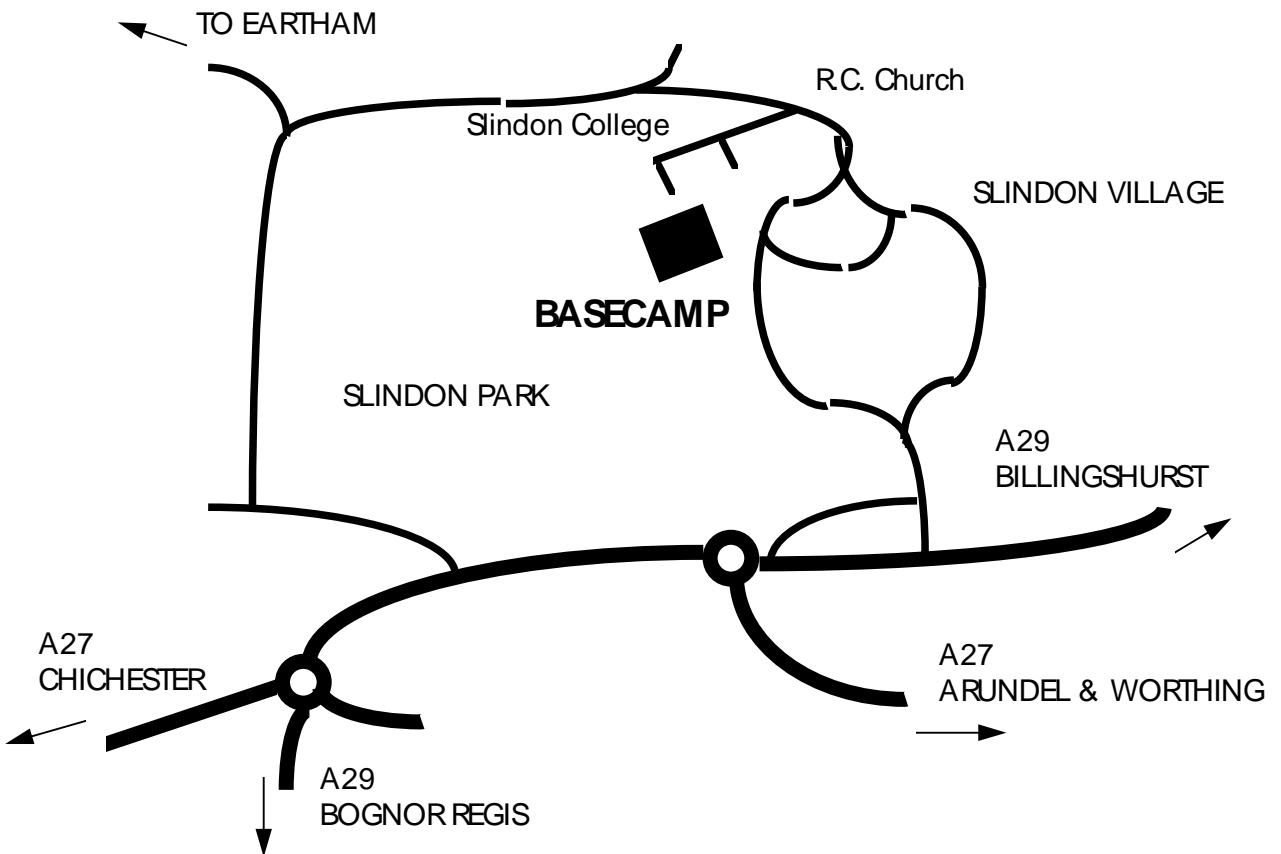 TO EARTHAM
R.C. Church
Slindon College
SLINDON VILLAGE
BASECAMP
SLINDON PARK
A29
BILLINGSHURST
A27
CHICHESTER
A27
ARUNDEL & WORTHING
A29
BOGNOR REGIS